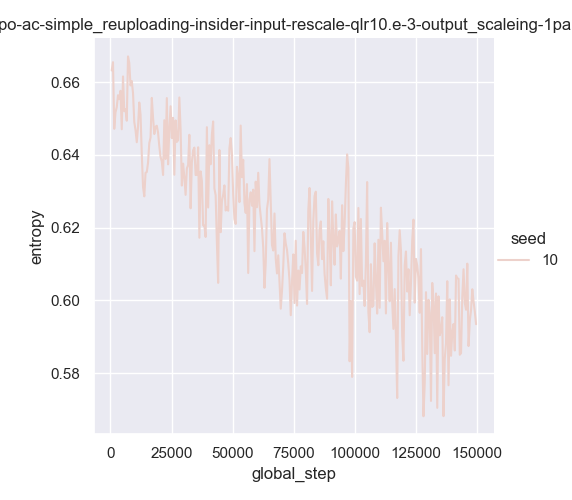 po-ac-simple_reuploading-insider-input-rescale-qlr10.e-3-output_scaleing-1pa
0.66
0.64
0.62
0.60
0.58
entropy
0 25000 50000 75000 100000 125000 150000
global_step
seed
10